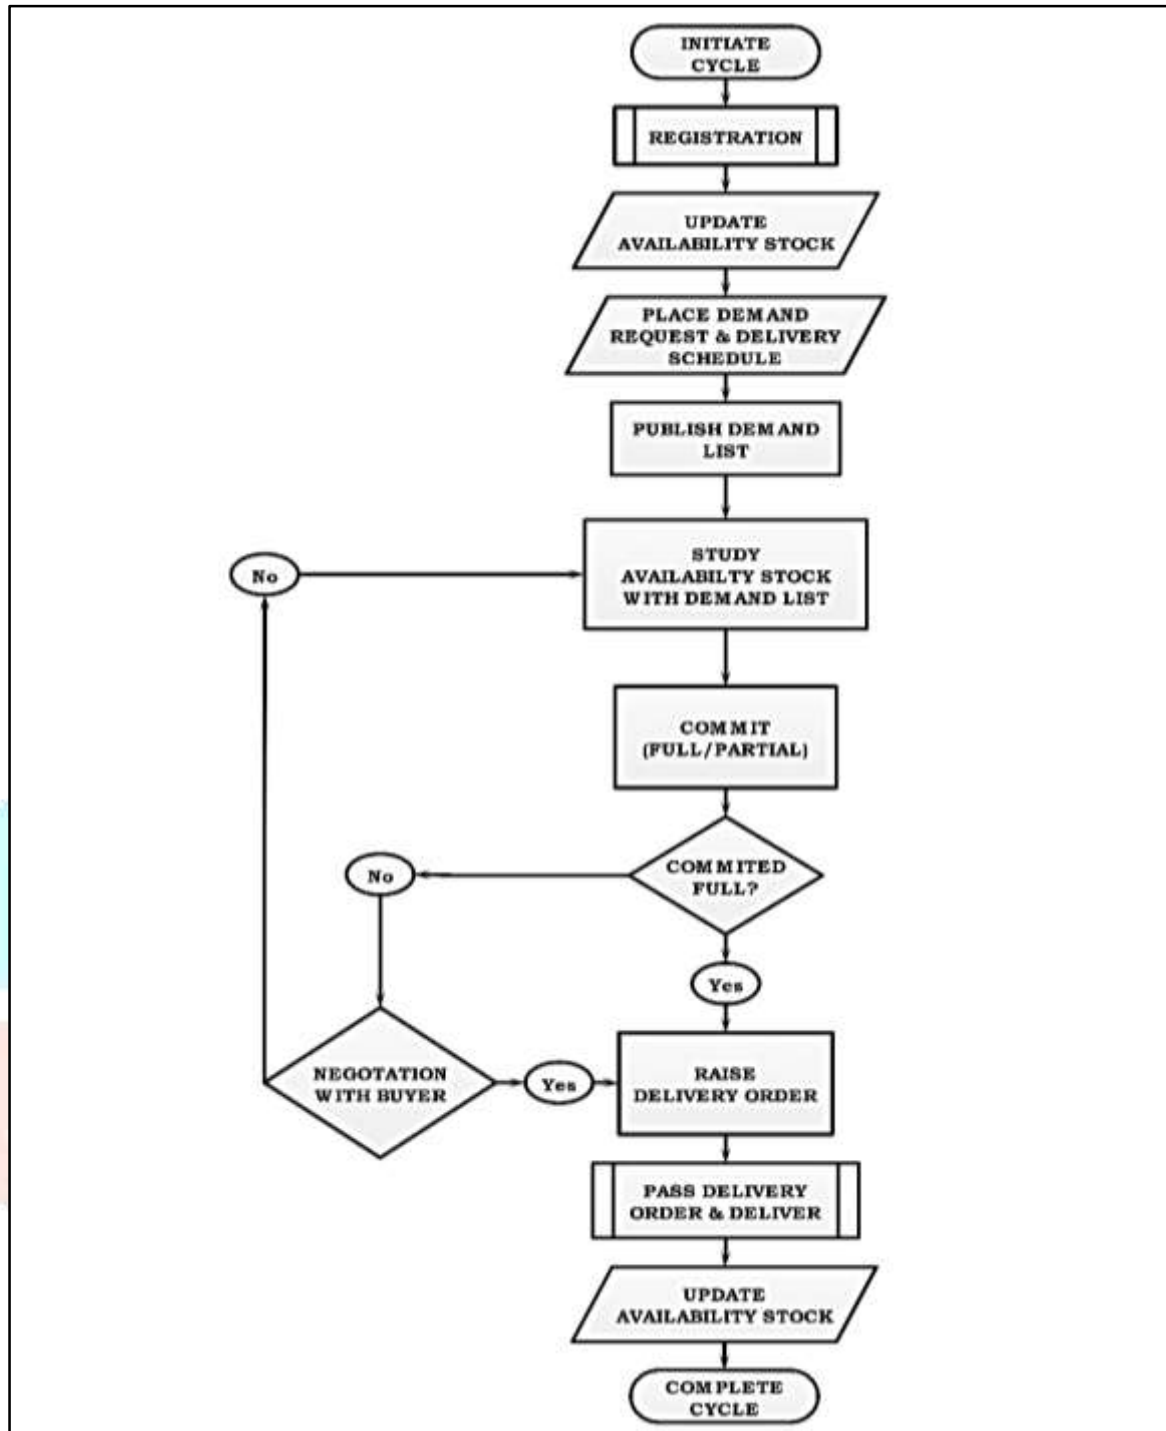 INITIATE
CYCLE
REGISTRATION
UPDATE
AVAILABILITY STOCK
PLACE DEMAND
REQUEST & DELIVERY
SCHEDULE
PUBLISH DEMAND
LIST
STUDY
AVAILABILTY STOCK
WITH DEMAND LIST
No
COMMIT
(FULL/PARTIAL)
COMMITED
FULL?
No
Yes
NEGOTATION
WITH BUYER
Yes
RAISE
DELIVERY ORDER
PASS DELIVERY
ORDER & DELIVER
UPDATE
AVAILABILITY STOCK
COMPLETE
CYCLE